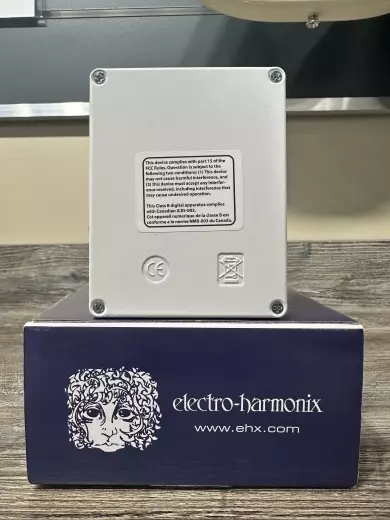 This device complies with part 15 of the
FCC Rules. Operation is subject to the
following two conditions: (1) This device
may not cause harmful interference, and
(2) this device must accept any interfer-
ence received, including interference that
may cause undesired operation.
This Class B digital apparatus complies
with Canadian ICES-003.
Cet appareil numérique de la classe B est
conforme à la norme NMB-003 du Canada.
CE
electro-harmonix
www.ehx.com